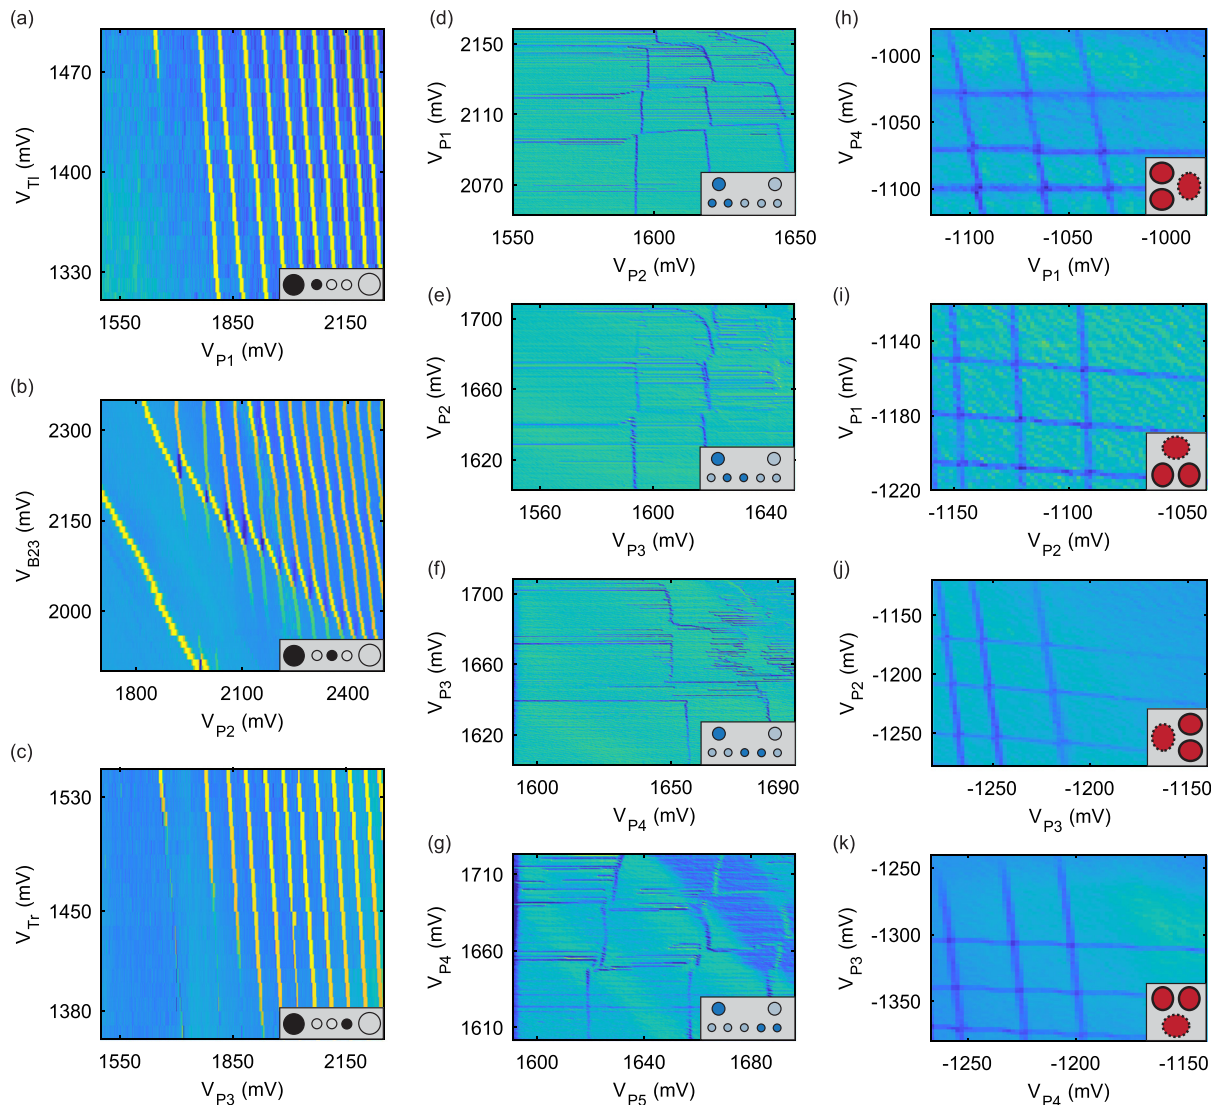 (a)
V_Tl (mV)
1470
1400
1330
1550 1850 2150
V_P1 (mV)
(b)
V_B23 (mV)
2300
2150
2000
1800 2100 2400
V_P2 (mV)
(c)
V_Tr (mV)
1530
1450
1380
1550 1850 2150
V_P3 (mV)
(d)
V_P1 (mV)
2150
2110
2070
1550 1600 1650
V_P2 (mV)
(e)
V_P2 (mV)
1700
1660
1620
1560 1600 1640
V_P3 (mV)
(f)
V_P3 (mV)
1700
1660
1620
1600 1650 1690
V_P4 (mV)
(g)
V_P4 (mV)
1710
1660
1610
1600 1640 1680
V_P5 (mV)
(h)
V_P4 (mV)
-1000
-1050
-1100
-1100 -1050 -1000
V_P1 (mV)
(i)
V_P1 (mV)
-1140
-1180
-1220
-1150 -1100 -1050
V_P2 (mV)
(j)
V_P2 (mV)
-1150
-1200
-1250
-1250 -1200 -1150
V_P3 (mV)
(k)
V_P3 (mV)
-1250
-1300
-1350
-1250 -1200 -1150
V_P4 (mV)